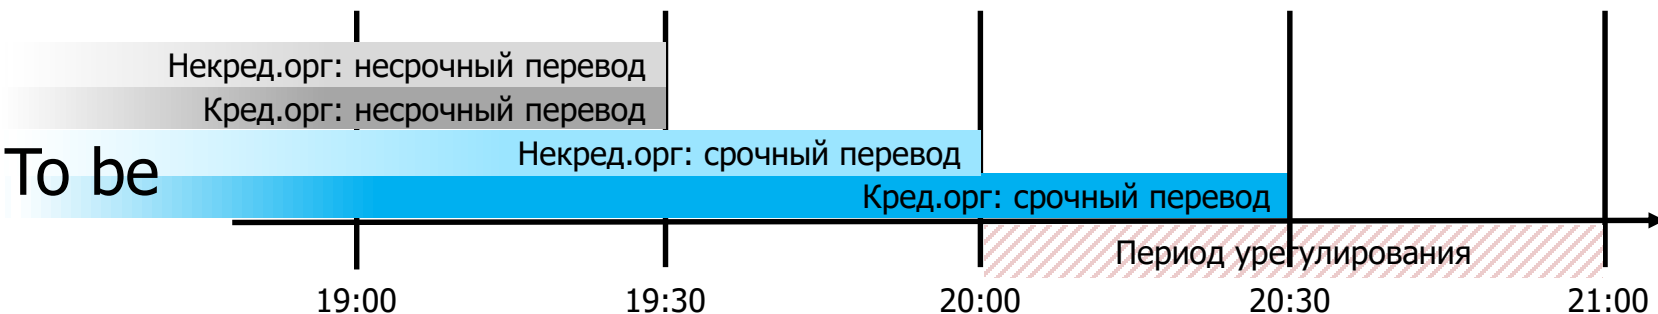 Некред.орг: несрочный перевод
Кред.орг: несрочный перевод
Некред.орг: срочный перевод
To be
Кред.орг: срочный перевод
Период урегулирования
19:00 19:30 20:00 20:30 21:00